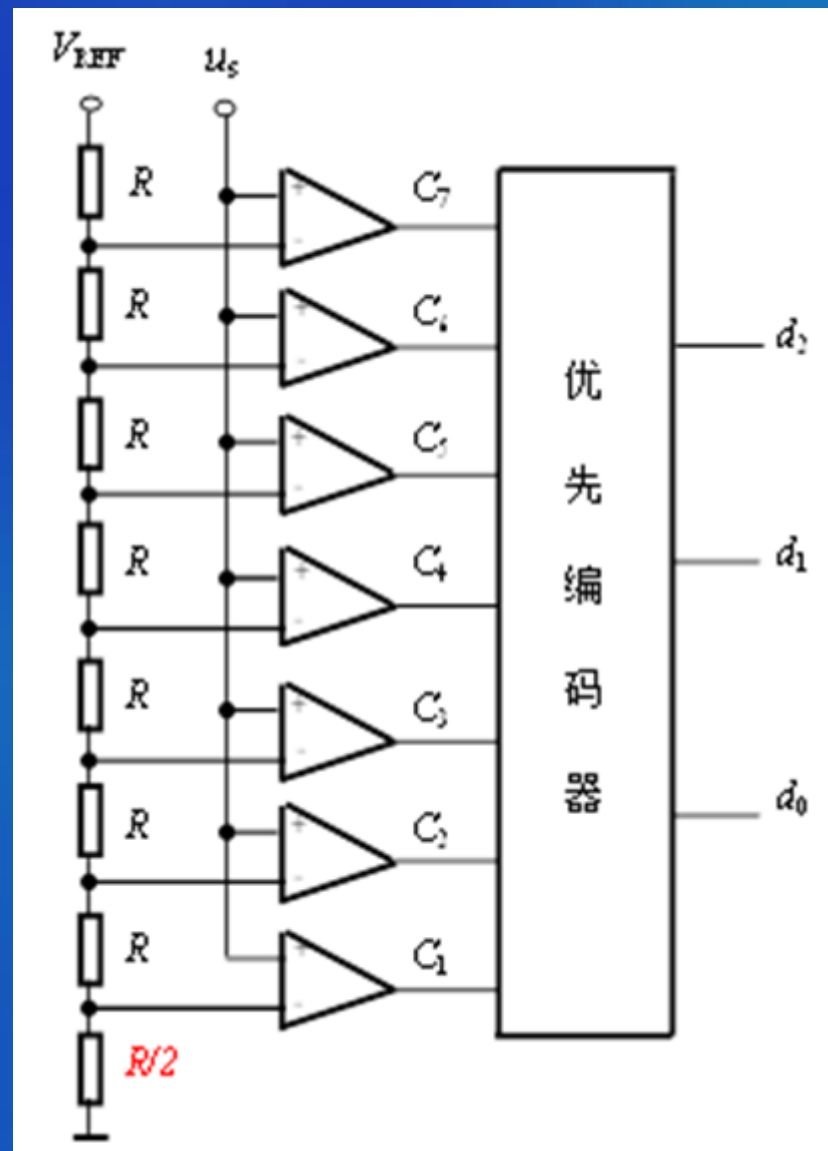 V_REF
u_s
R
C_7
R
C_6
R
C_5
R
C_4
R
C_3
R
C_2
R
C_1
R/2
优
先
编
码
器
d_2
d_1
d_0